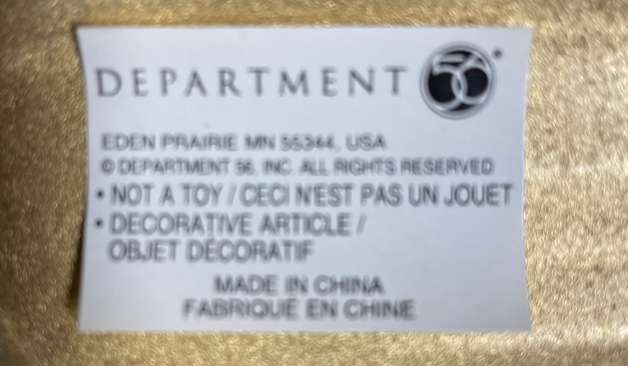 DEPARTMENT 56
EDEN PRAIRIE MN 55344, USA
© DEPARTMENT 56, INC. ALL RIGHTS RESERVED
• NOT A TOY / CECI N'EST PAS UN JOUET
• DECORATIVE ARTICLE /
OBJET DÉCORATIF
MADE IN CHINA
FABRIQUÉ EN CHINE